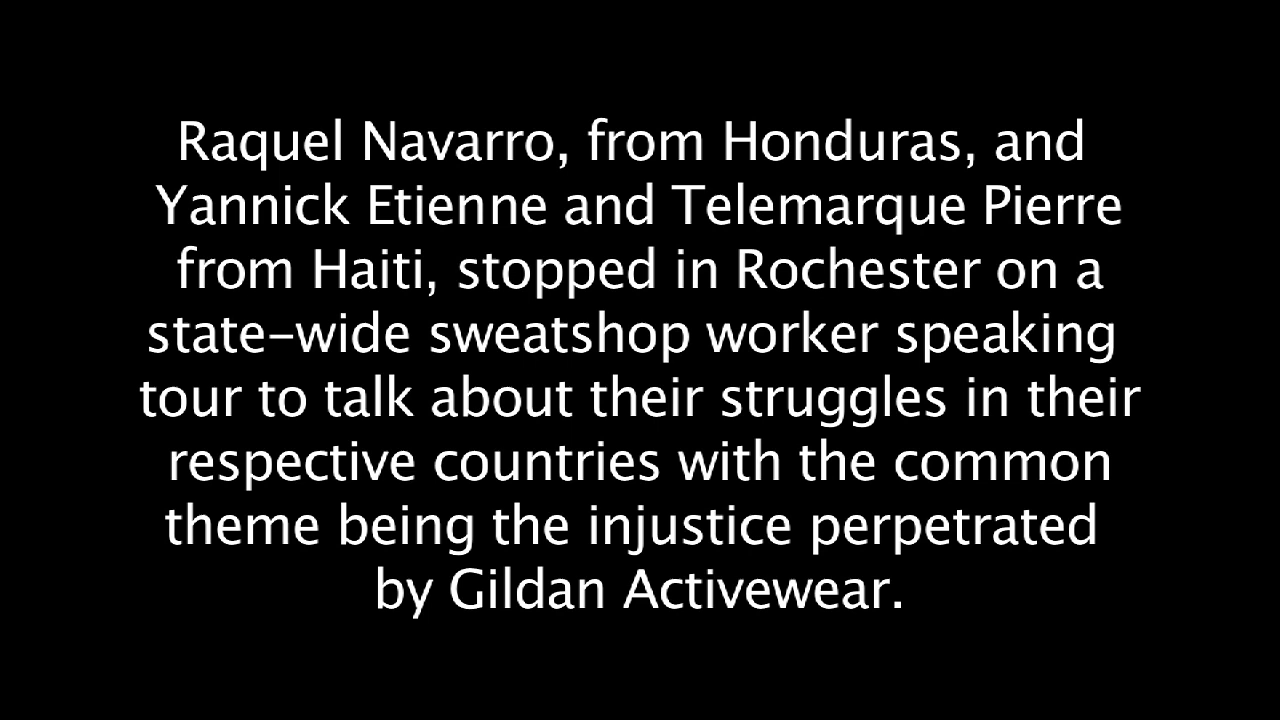 Raquel Navarro, from Honduras, and
Yannick Etienne and Telemarque Pierre
from Haiti, stopped in Rochester on a
state-wide sweatshop worker speaking
tour to talk about their struggles in their
respective countries with the common
theme being the injustice perpetrated
by Gildan Activewear.